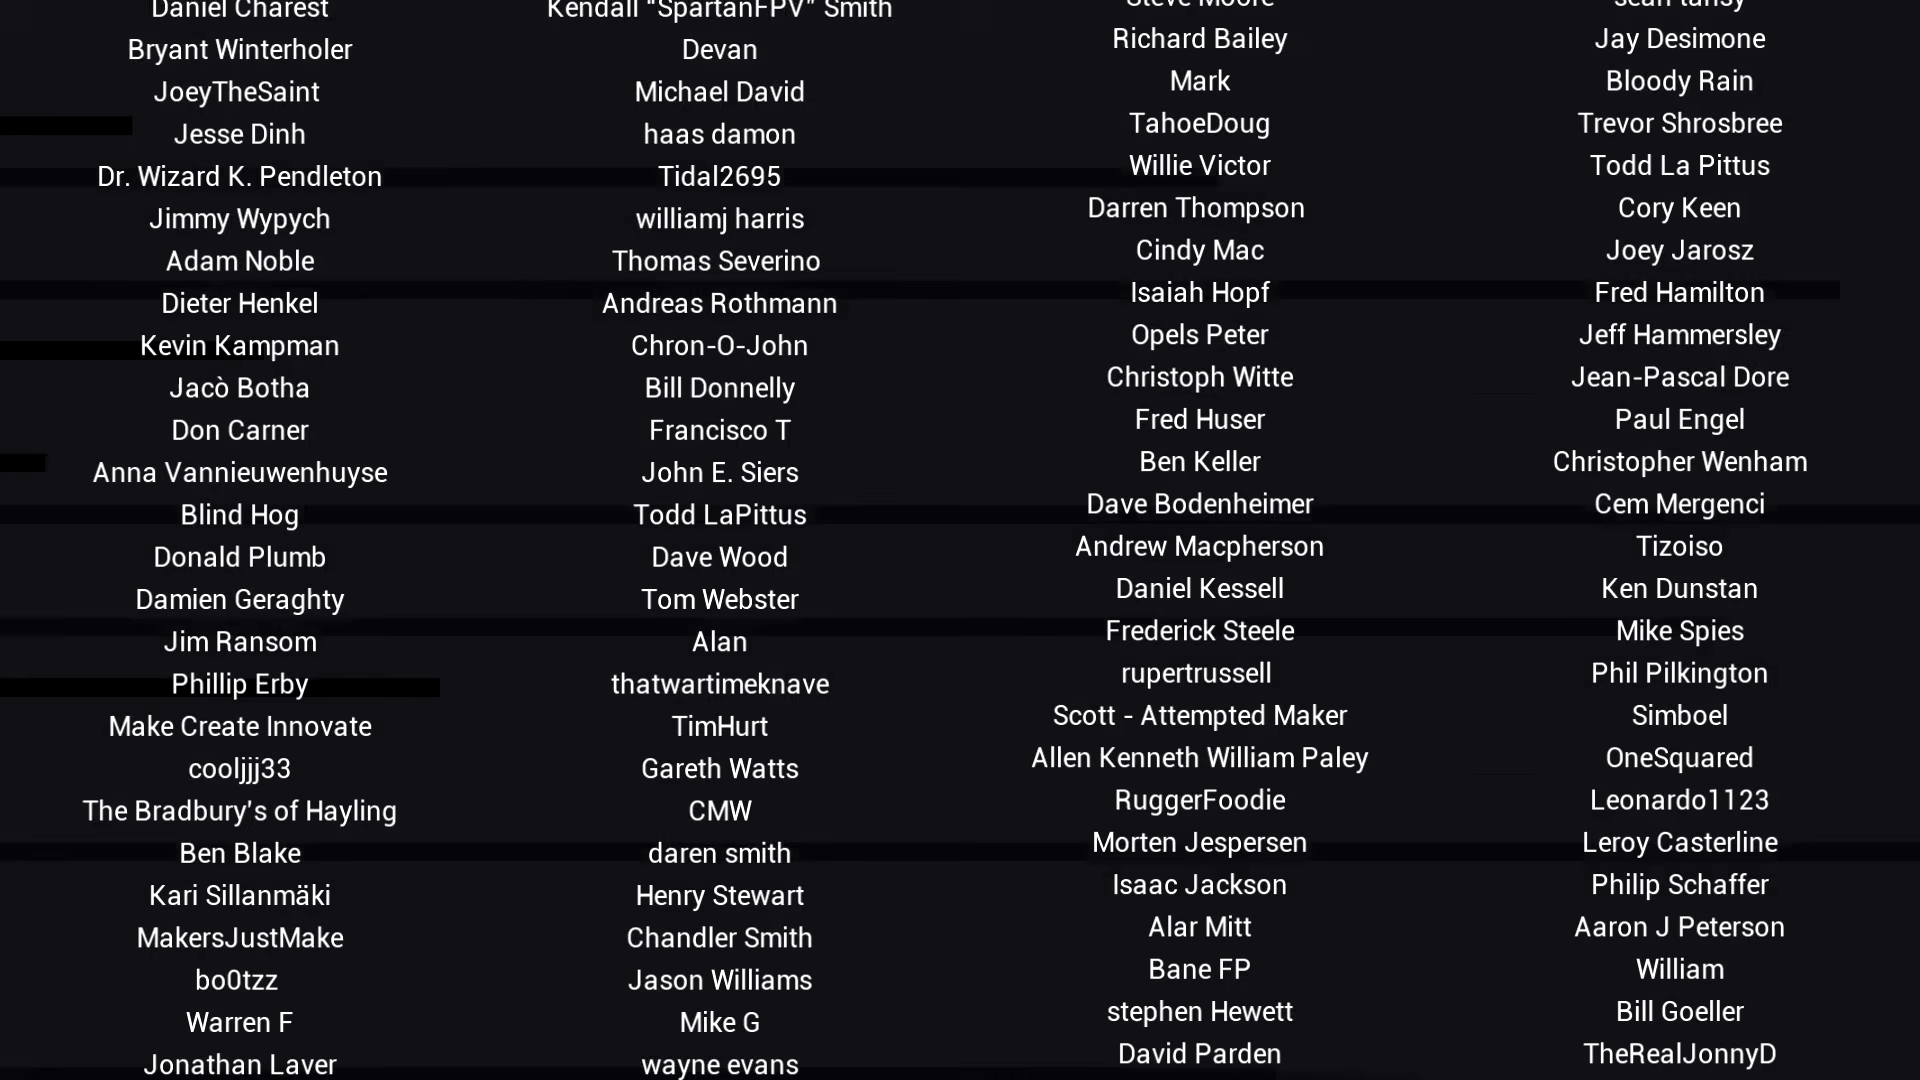 Daniel Charest
Bryant Winterholer
JoeyTheSaint
Jesse Dinh
Dr. Wizard K. Pendleton
Jimmy Wypych
Adam Noble
Dieter Henkel
Kevin Kampman
Jacò Botha
Don Carner
Anna Vannieuwenhuyse
Blind Hog
Donald Plumb
Damien Geraghty
Jim Ransom
Phillip Erby
Make Create Innovate
cooljjj33
The Bradbury's of Hayling
Ben Blake
Kari Sillanmäki
MakersJustMake
bo0tzz
Warren F
Jonathan Laver
Kendall “SpartanFPV” Smith
Devan
Michael David
haas damon
Tidal2695
williamj harris
Thomas Severino
Andreas Rothmann
Chron-O-John
Bill Donnelly
Francisco T
John E. Siers
Todd LaPittus
Dave Wood
Tom Webster
Alan
thatwartimeknave
TimHurt
Gareth Watts
CMW
daren smith
Henry Stewart
Chandler Smith
Jason Williams
Mike G
wayne evans
Steve Moore
Richard Bailey
Mark
TahoeDoug
Willie Victor
Darren Thompson
Cindy Mac
Isaiah Hopf
Opels Peter
Christoph Witte
Fred Huser
Ben Keller
Dave Bodenheimer
Andrew Macpherson
Daniel Kessell
Frederick Steele
rupertrussell
Scott - Attempted Maker
Allen Kenneth William Paley
RuggerFoodie
Morten Jespersen
Isaac Jackson
Alar Mitt
Bane FP
stephen Hewett
David Parden
sean tansy
Jay Desimone
Bloody Rain
Trevor Shrosbree
Todd La Pittus
Cory Keen
Joey Jarosz
Fred Hamilton
Jeff Hammersley
Jean-Pascal Dore
Paul Engel
Christopher Wenham
Cem Mergenci
Tizoiso
Ken Dunstan
Mike Spies
Phil Pilkington
Simboel
OneSquared
Leonardo1123
Leroy Casterline
Philip Schaffer
Aaron J Peterson
William
Bill Goeller
TheRealJonnyD